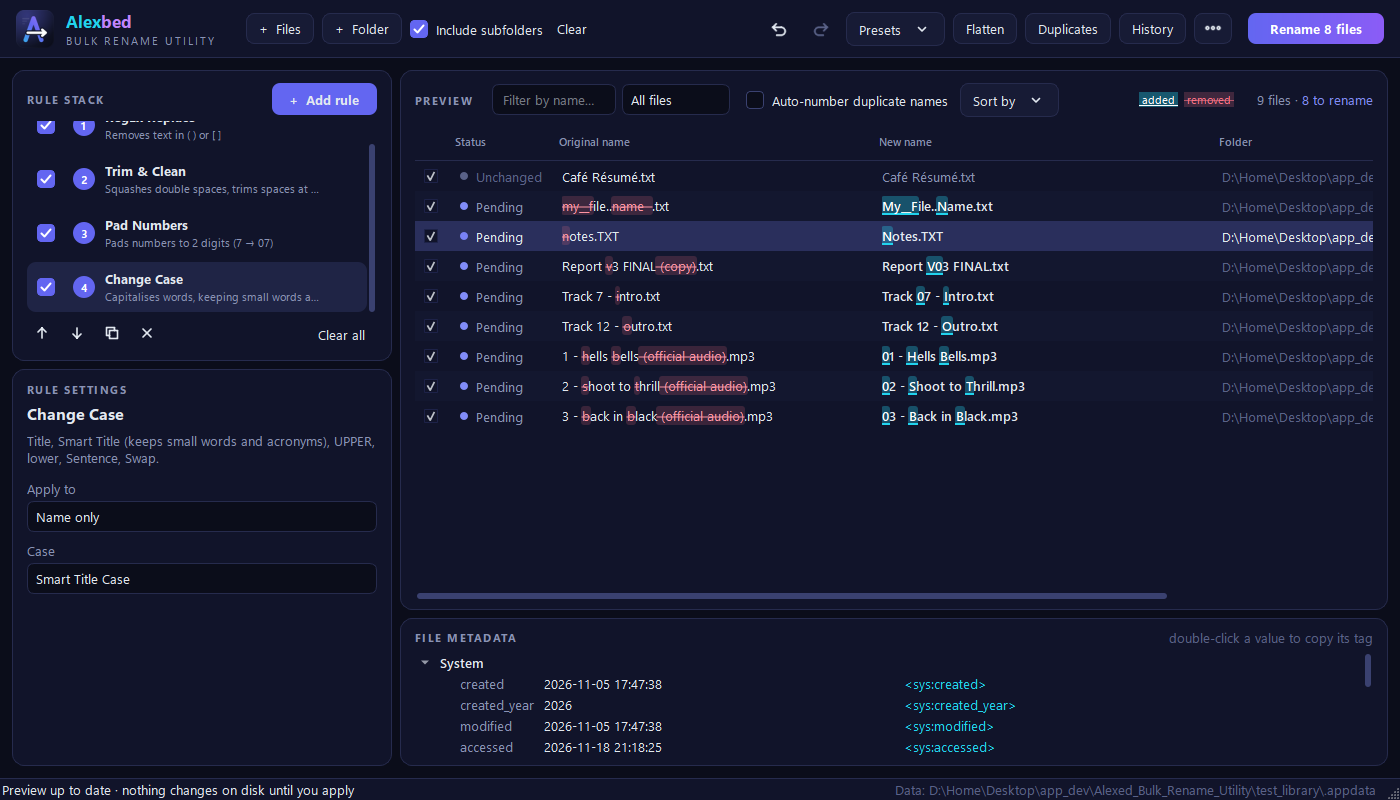 Alexbed
BULK RENAME UTILITY
+ Files
+ Folder
Include subfolders
Clear
Presets
Flatten
Duplicates
History
•••
Rename 8 files
RULE STACK
+ Add rule
1
Removes text in ( ) or [ ]
2 Trim & Clean
Squashes double spaces, trims spaces at ...
3 Pad Numbers
Pads numbers to 2 digits (7 → 07)
4 Change Case
Capitalises words, keeping small words a...
Clear all
RULE SETTINGS
Change Case
Title, Smart Title (keeps small words and acronyms), UPPER,
lower, Sentence, Swap.
Apply to
Name only
Case
Smart Title Case
PREVIEW
Filter by name...
All files
Auto-number duplicate names
Sort by
added removed 9 files · 8 to rename
Status Original name New name Folder
Unchanged Café Résumé.txt Café Résumé.txt D:\Home\Desktop\app_de
Pending my__file..name .txt My__File..Name.txt D:\Home\Desktop\app_de
Pending notes.TXT Notes.TXT D:\Home\Desktop\app_de
Pending Report v3 FINAL (copy).txt Report V03 FINAL.txt D:\Home\Desktop\app_de
Pending Track 7 - intro.txt Track 07 - Intro.txt D:\Home\Desktop\app_de
Pending Track 12 - outro.txt Track 12 - Outro.txt D:\Home\Desktop\app_de
Pending 1 - hells bells (official audio).mp3 01 - Hells Bells.mp3 D:\Home\Desktop\app_de
Pending 2 - shoot to thrill (official audio).mp3 02 - Shoot to Thrill.mp3 D:\Home\Desktop\app_de
Pending 3 - back in black (official audio).mp3 03 - Back in Black.mp3 D:\Home\Desktop\app_de
FILE METADATA
double-click a value to copy its tag
System
created 2026-11-05 17:47:38 <sys:created>
created_year 2026 <sys:created_year>
modified 2026-11-05 17:47:38 <sys:modified>
accessed 2026-11-18 21:18:25 <sys:accessed>
Preview up to date · nothing changes on disk until you apply
Data: D:\Home\Desktop\app_dev\Alexed_Bulk_Rename_Utility\test_library\.appdata